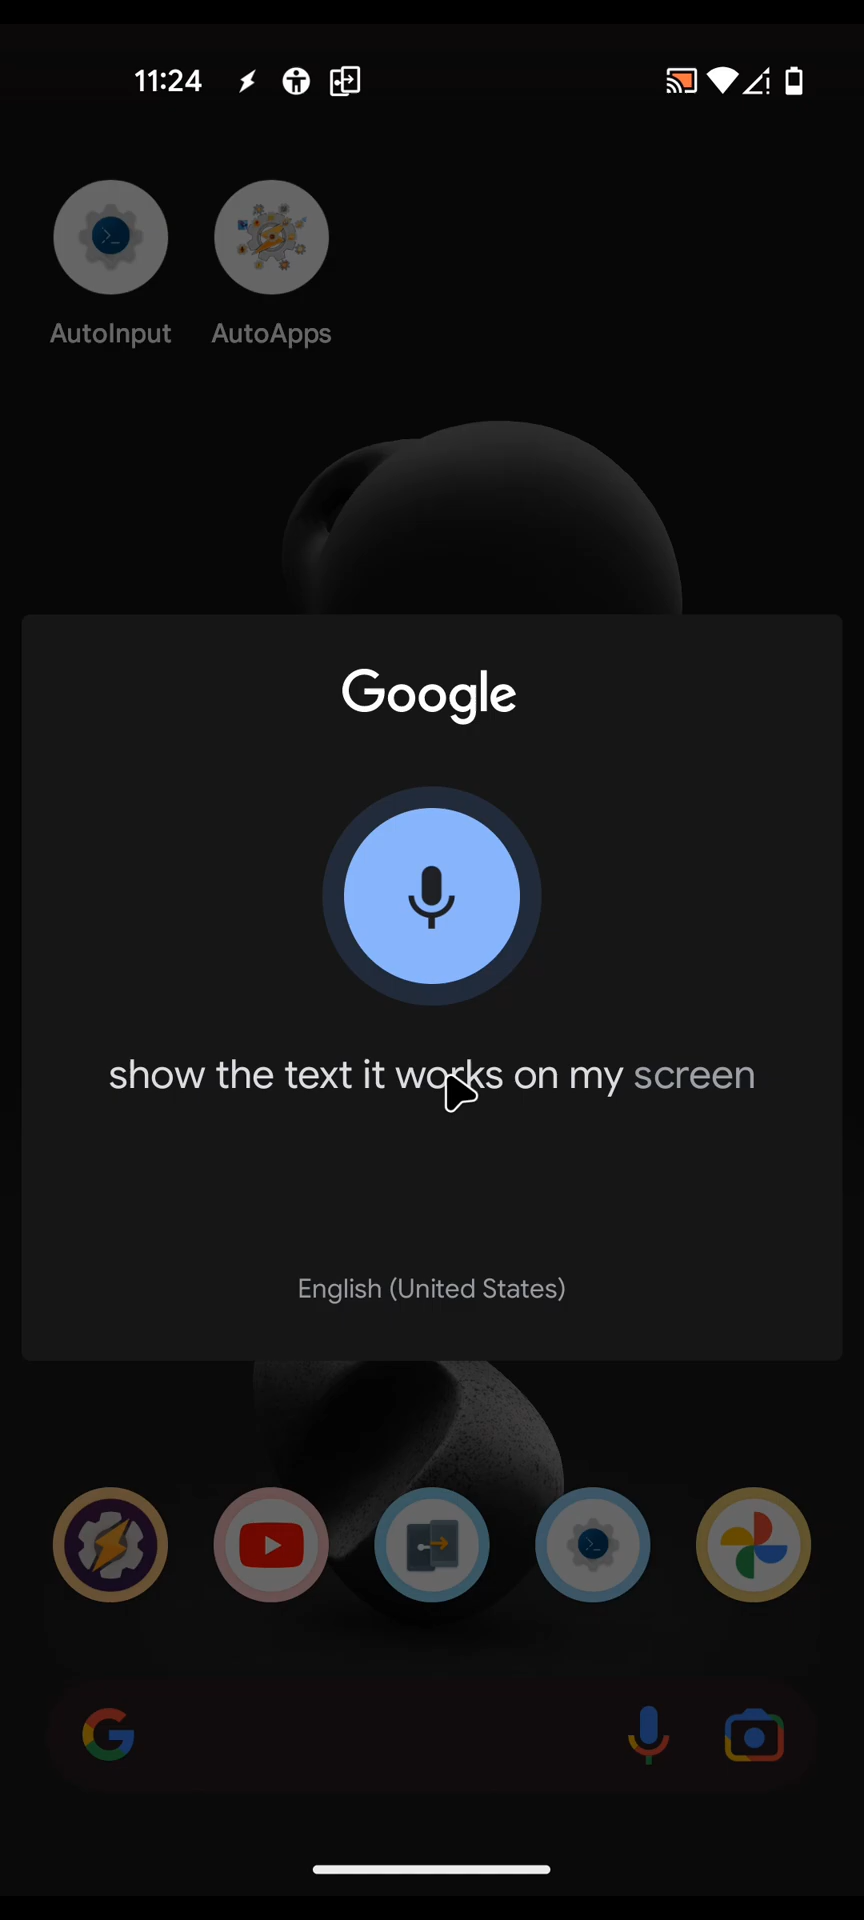 11:24
AutoInput AutoApps
Google
show the text it works on my screen
English (United States)